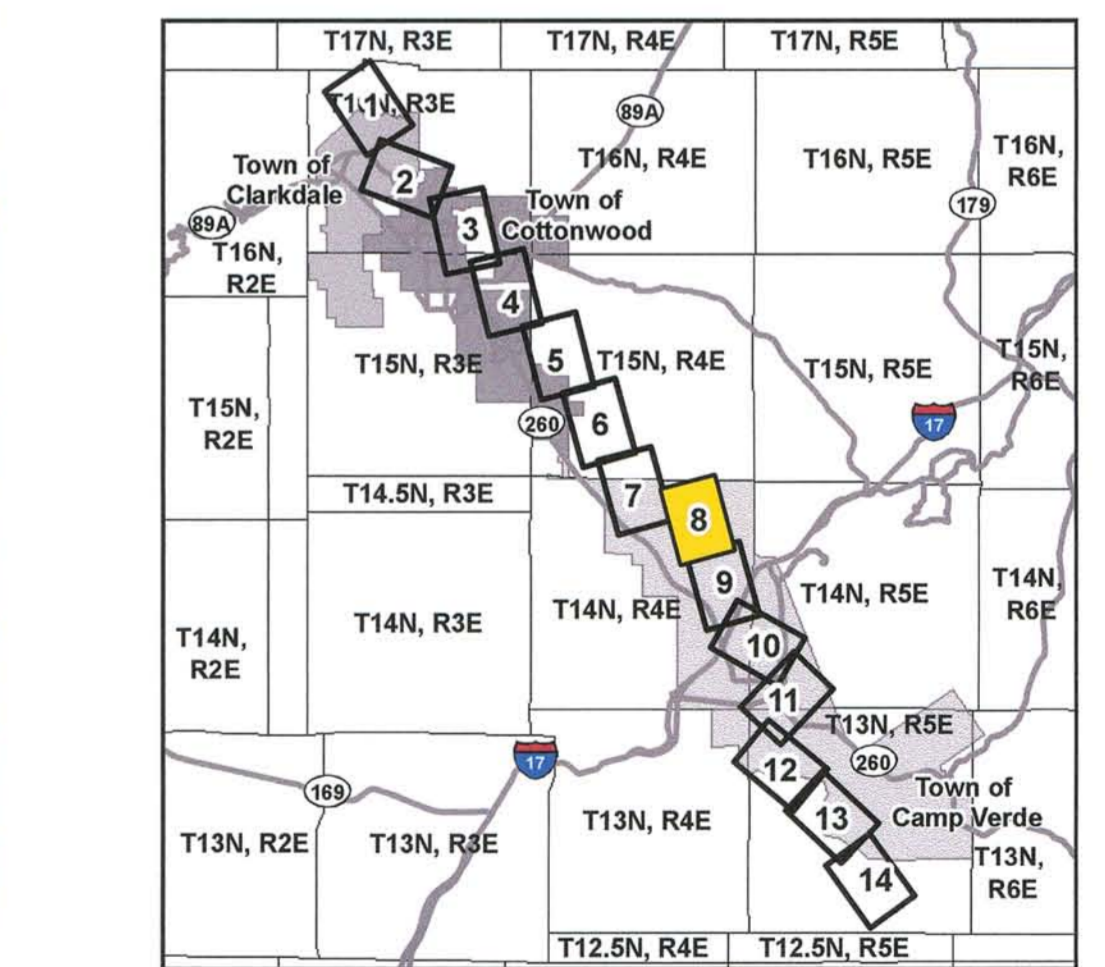 T17N, R3E
T17N, R4E
T17N, R5E
T16N, R3E
1
89A
T16N, R4E
T16N, R5E
T16N,
R6E
Town of
Clarkdale
2
Town of
Cottonwood
179
89A
3
T16N,
R2E
4
T15N, R3E
5
T15N, R4E
T15N, R5E
T15N,
R6E
T15N,
R2E
260
6
17
T14.5N, R3E
7
8
9
T14N, R4E
T14N, R5E
T14N,
R6E
T14N, R3E
T14N,
R2E
10
11
T13N, R5E
17
12
260
169
Town of
Camp Verde
13
T13N, R2E
T13N, R3E
T13N, R4E
T13N,
R6E
14
T12.5N, R4E
T12.5N, R5E